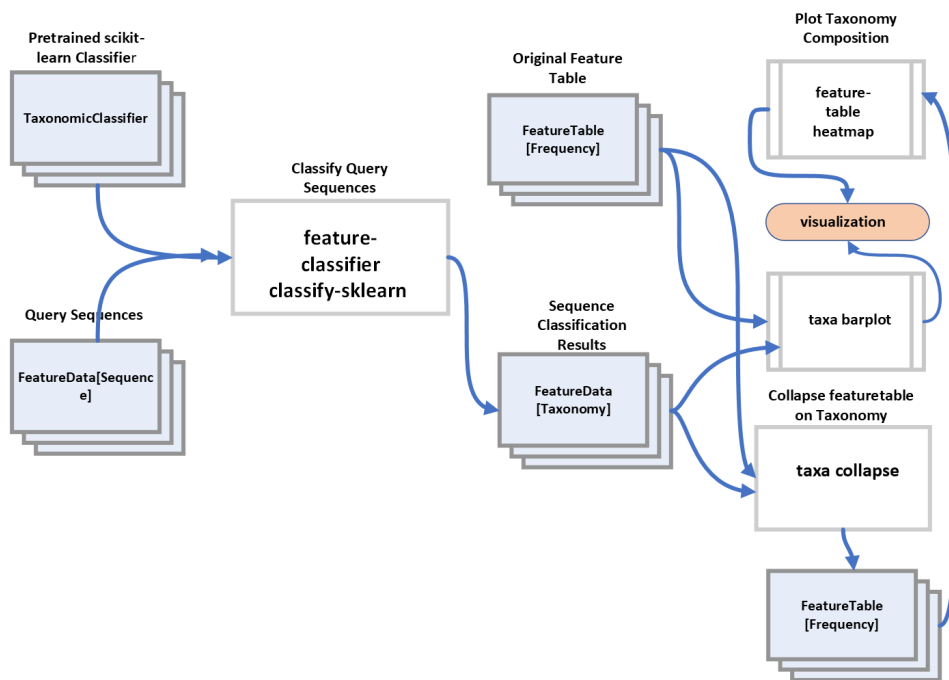 Pretrained scikit-
learn Classifier
TaxonomicClassifier
Query Sequences
FeatureData[Sequenc
e]
Classify Query
Sequences
feature-
classifier
classify-sklearn
Original Feature
Table
FeatureTable
[Frequency]
Sequence
Classification
Results
FeatureData
[Taxonomy]
Plot Taxonomy
Composition
feature-
table
heatmap
visualization
taxa barplot
Collapse featuretable
on Taxonomy
taxa collapse
FeatureTable
[Frequency]